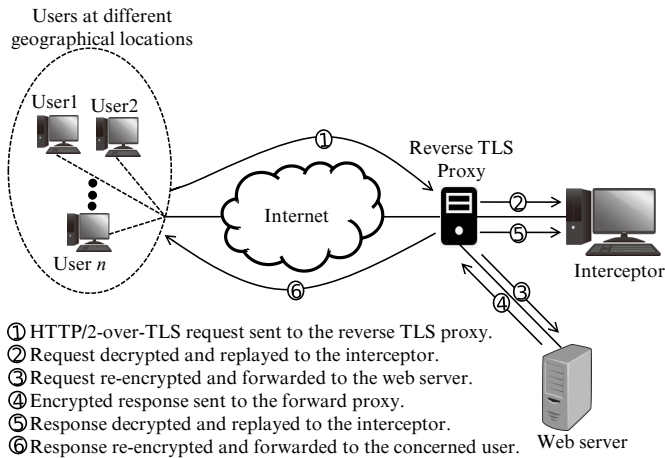 Users at different
geographical locations
User1
User2
User n
Internet
Reverse TLS
Proxy
Interceptor
Web server
①
②
⑤
③
④
⑥
① HTTP/2-over-TLS request sent to the reverse TLS proxy.
② Request decrypted and replayed to the interceptor.
③ Request re-encrypted and forwarded to the web server.
④ Encrypted response sent to the forward proxy.
⑤ Response decrypted and replayed to the interceptor.
⑥ Response re-encrypted and forwarded to the concerned user.